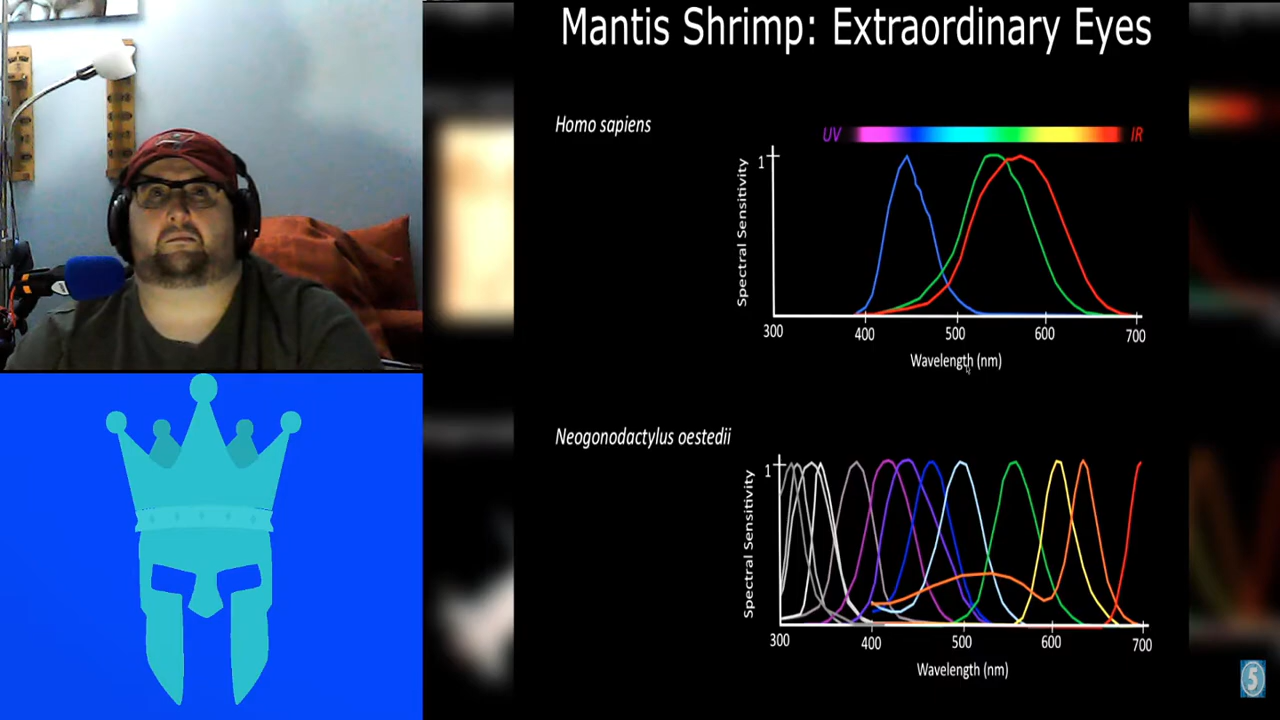 Mantis Shrimp: Extraordinary Eyes
Homo sapiens
UV
IR
Spectral Sensitivity
1
300
400
500
600
700
Wavelength (nm)
Neogonodactylus oestedii
Spectral Sensitivity
1
300
400
500
600
700
Wavelength (nm)
5